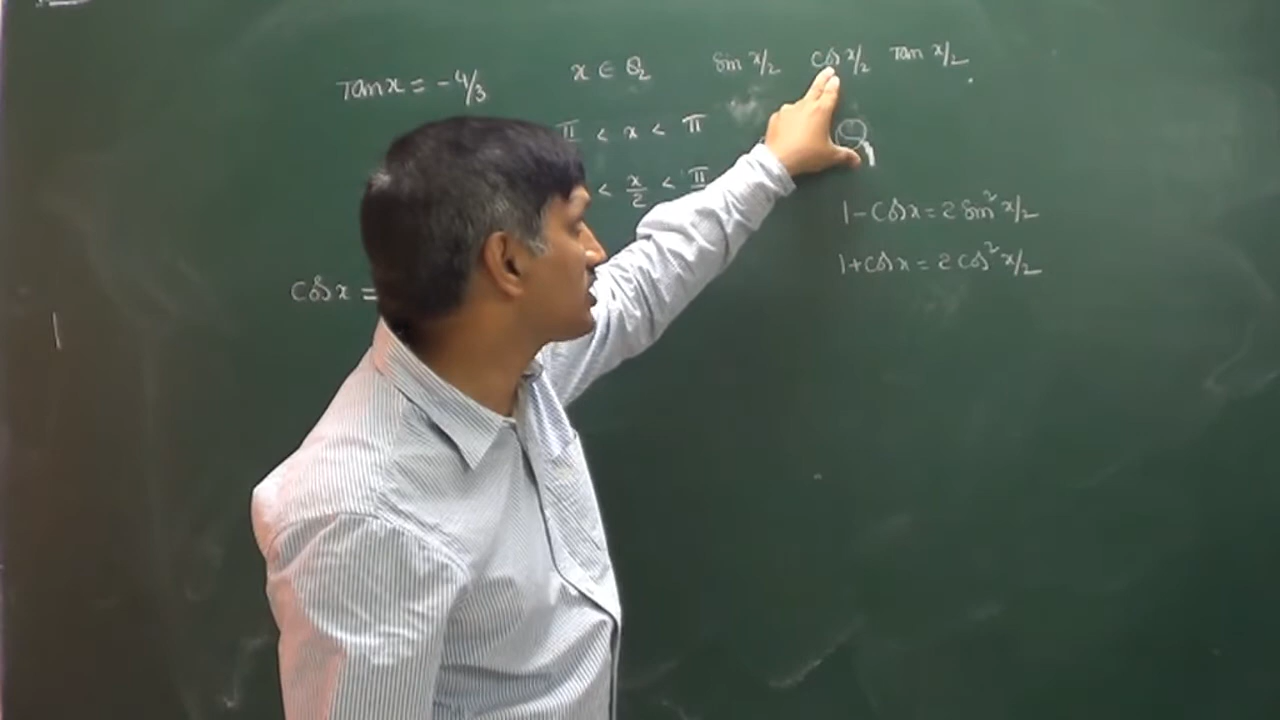 Tan x = - 4/3 x ∈ Q2 Sin x/2 Cos x/2 Tan x/2
π < x < π
< x/2 < π
1 - Cos x = 2 Sin² x/2
1 + Cos x = 2 Cos² x/2
Cos x =